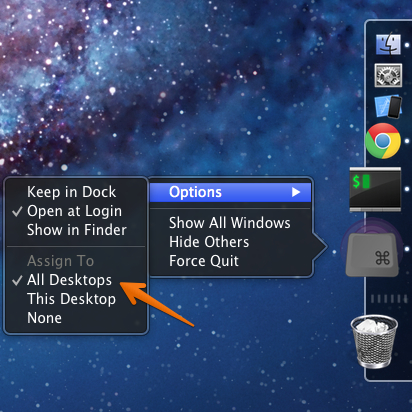 Keep in Dock
Open at Login
Show in Finder
Assign To
All Desktops
This Desktop
None
Options
Show All Windows
Hide Others
Force Quit
$
⌘